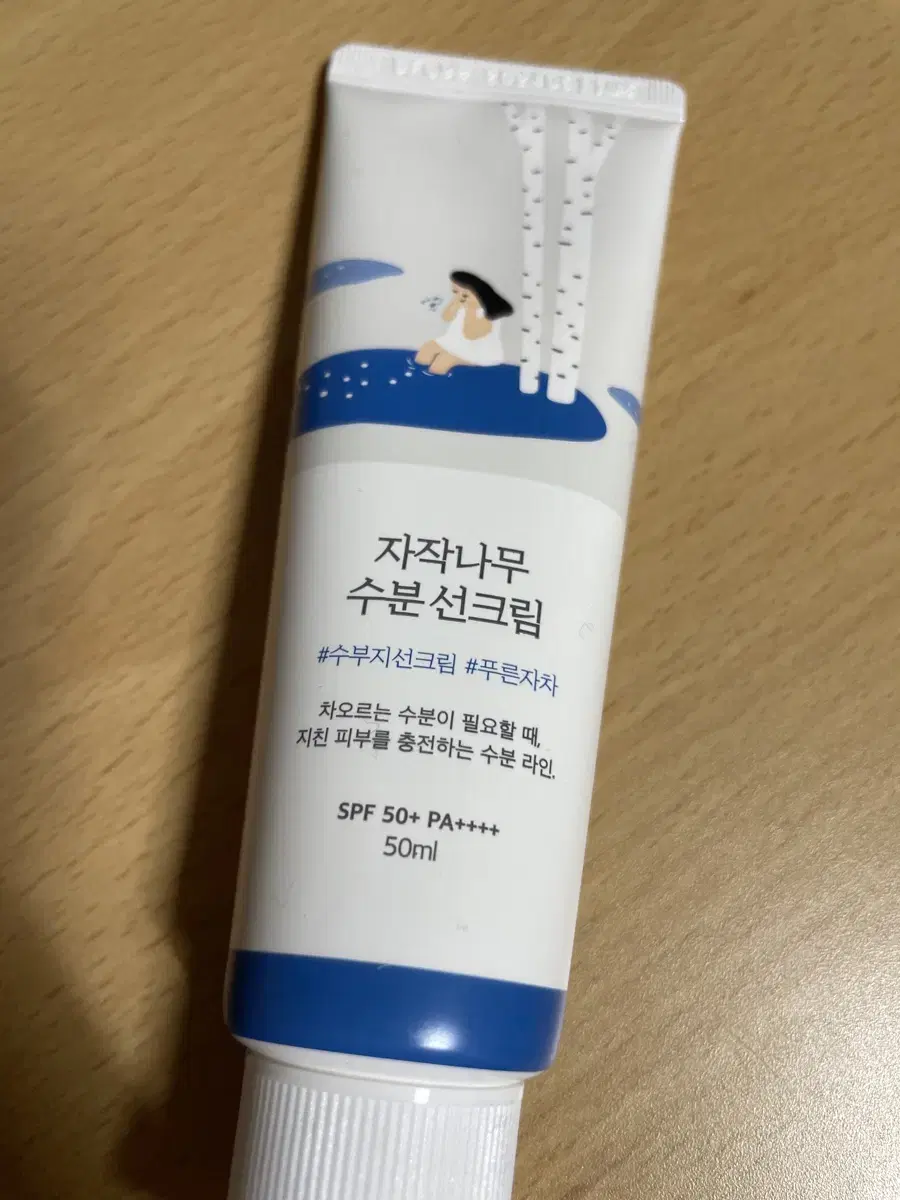 자작나무
수분 선크림
#수부지선크림 #푸른자차
차오르는 수분이 필요할 때,
지친 피부를 충전하는 수분 라인.
SPF 50+ PA++++
50ml